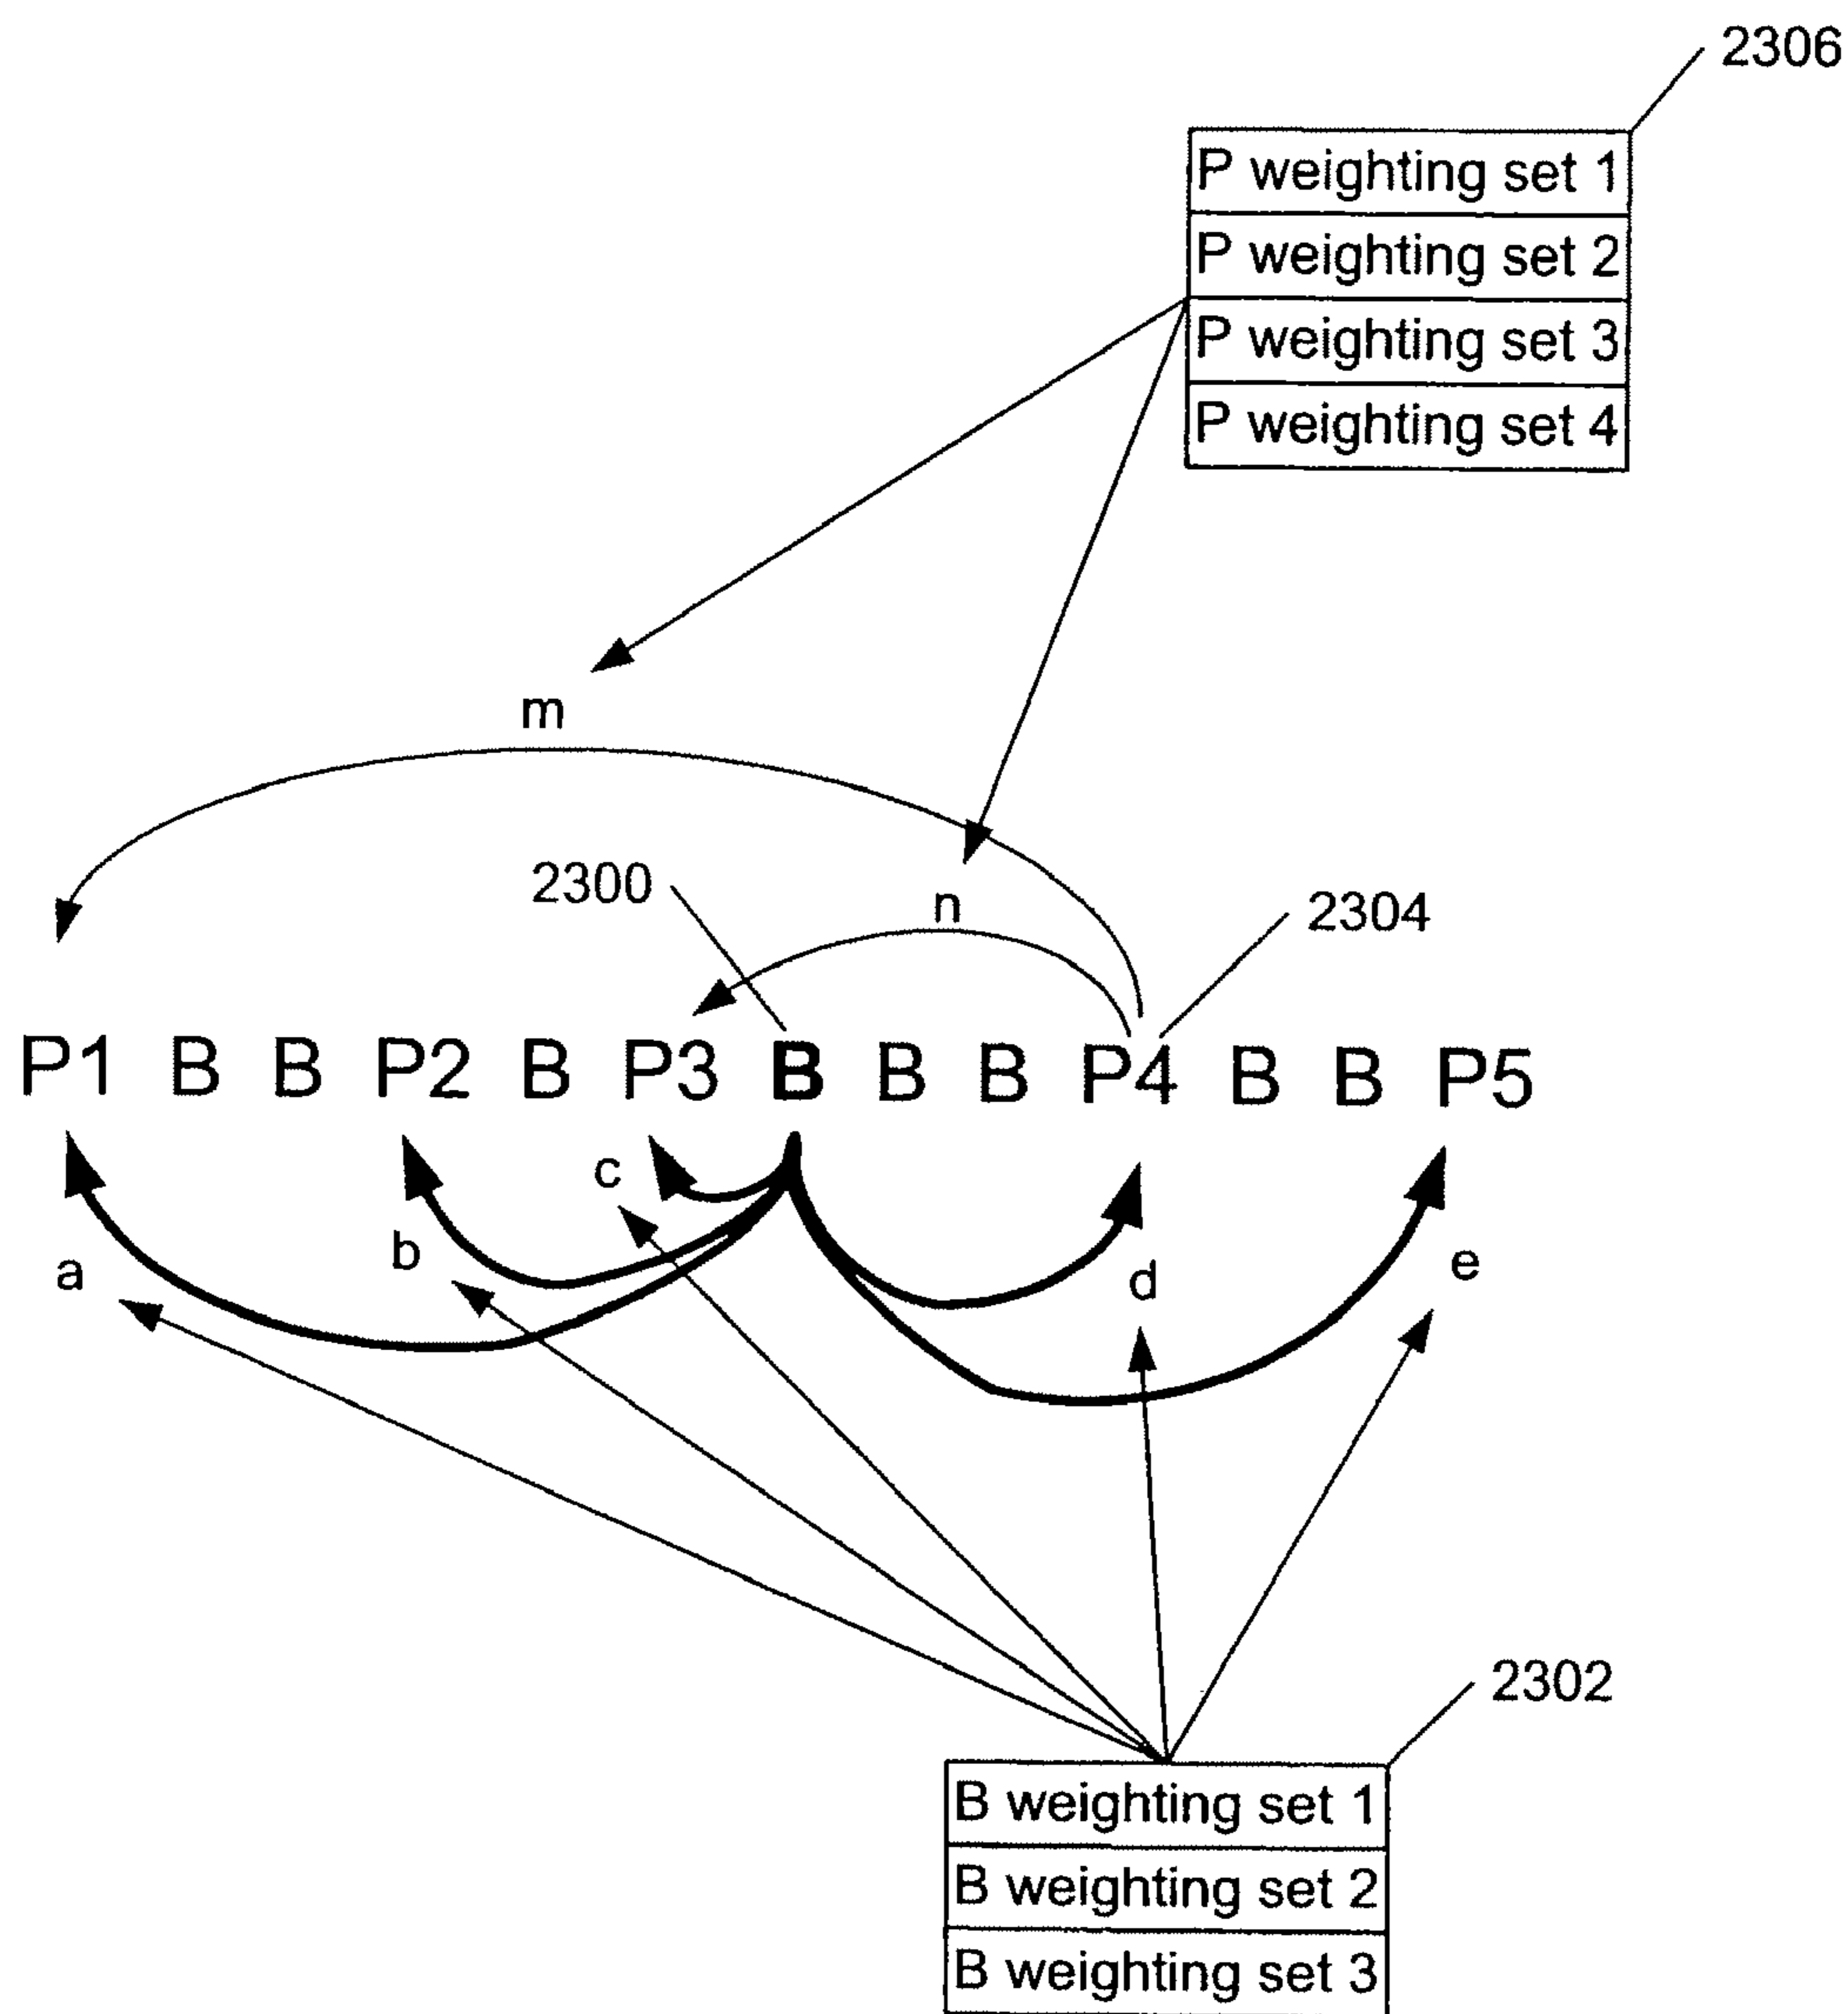 2306
P weighting set 1
P weighting set 2
P weighting set 3
P weighting set 4
m
2300
n
2304
P1 B B P2 B P3 B B B P4 B B P5
c
b
a
d
e
2302
B weighting set 1
B weighting set 2
B weighting set 3